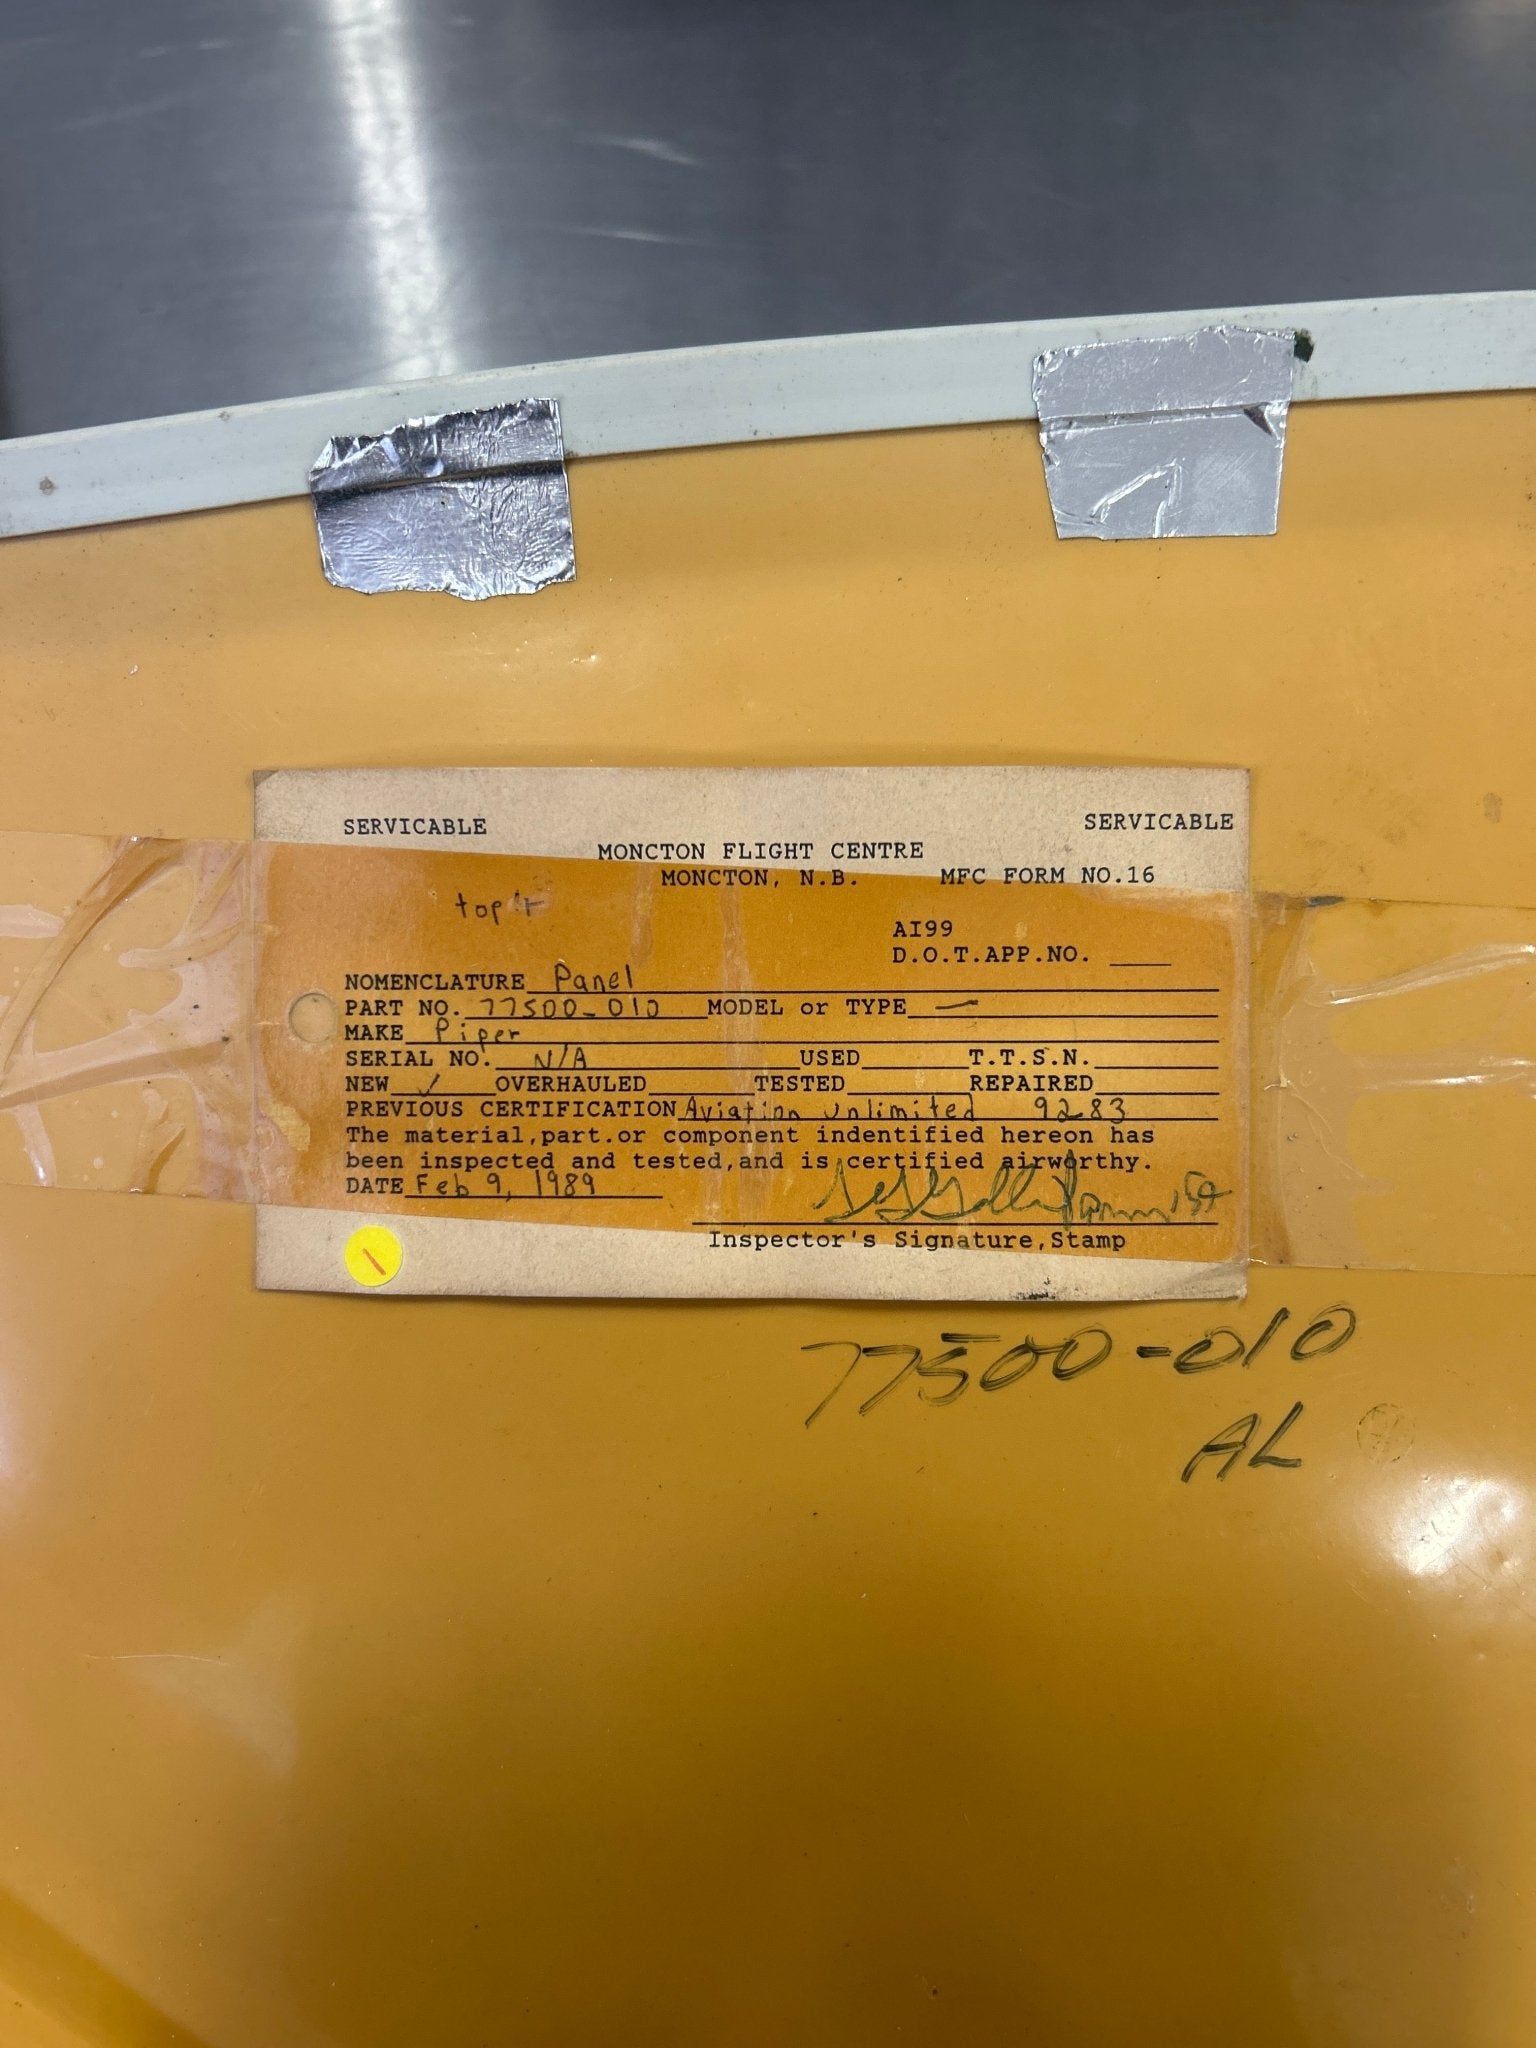 SERVICABLE SERVICABLE
MONCTON FLIGHT CENTRE
MONCTON, N.B. MFC FORM NO.16
top
AI99
D.O.T.APP.NO. ____
NOMENCLATURE Panel
PART NO. 77500-010 MODEL or TYPE —
MAKE Piper
SERIAL NO. N/A USED T.T.S.N.
NEW ✓ OVERHAULED TESTED REPAIRED
PREVIOUS CERTIFICATION Aviation Unlimited 9283
The material,part.or component indentified hereon has
been inspected and tested,and is certified airworthy.
DATE Feb 9, 1989
Inspector's Signature,Stamp
77500-010
AL